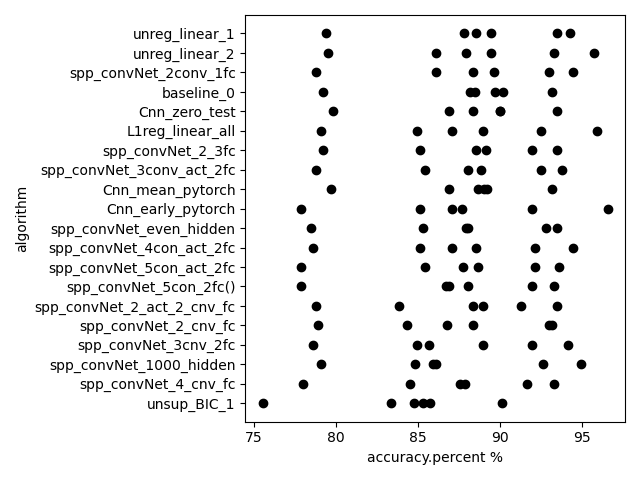 unreg_linear_1
unreg_linear_2
spp_convNet_2conv_1fc
baseline_0
Cnn_zero_test
L1reg_linear_all
spp_convNet_2_3fc
spp_convNet_3conv_act_2fc
Cnn_mean_pytorch
Cnn_early_pytorch
spp_convNet_even_hidden
spp_convNet_4con_act_2fc
spp_convNet_5con_act_2fc
spp_convNet_5con_2fc()
spp_convNet_2_act_2_cnv_fc
spp_convNet_2_cnv_fc
spp_convNet_3cnv_2fc
spp_convNet_1000_hidden
spp_convNet_4_cnv_fc
unsup_BIC_1
algorithm
75 80 85 90 95
accuracy.percent %